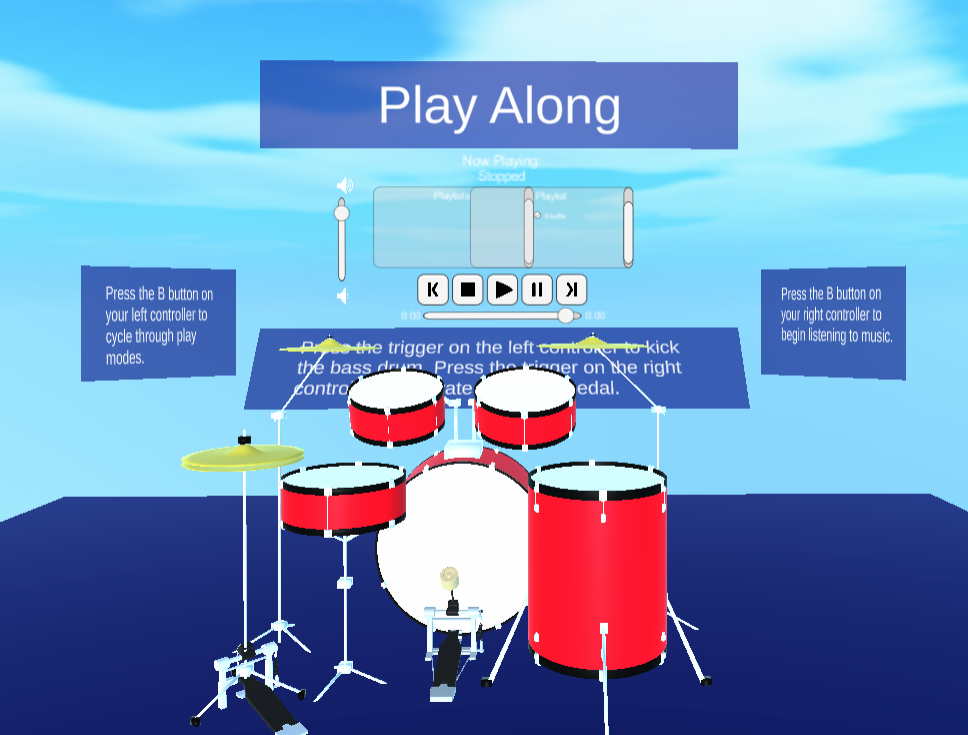 Play Along
Now Playing:
Stopped
Playlists
Playlist
Shuffle
0:00
0:00
Press the B button on
your left controller to
cycle through play
modes.
Press the B button on
your right controller to
begin listening to music.
Press the trigger on the left controller to kick
the bass drum. Press the trigger on the right